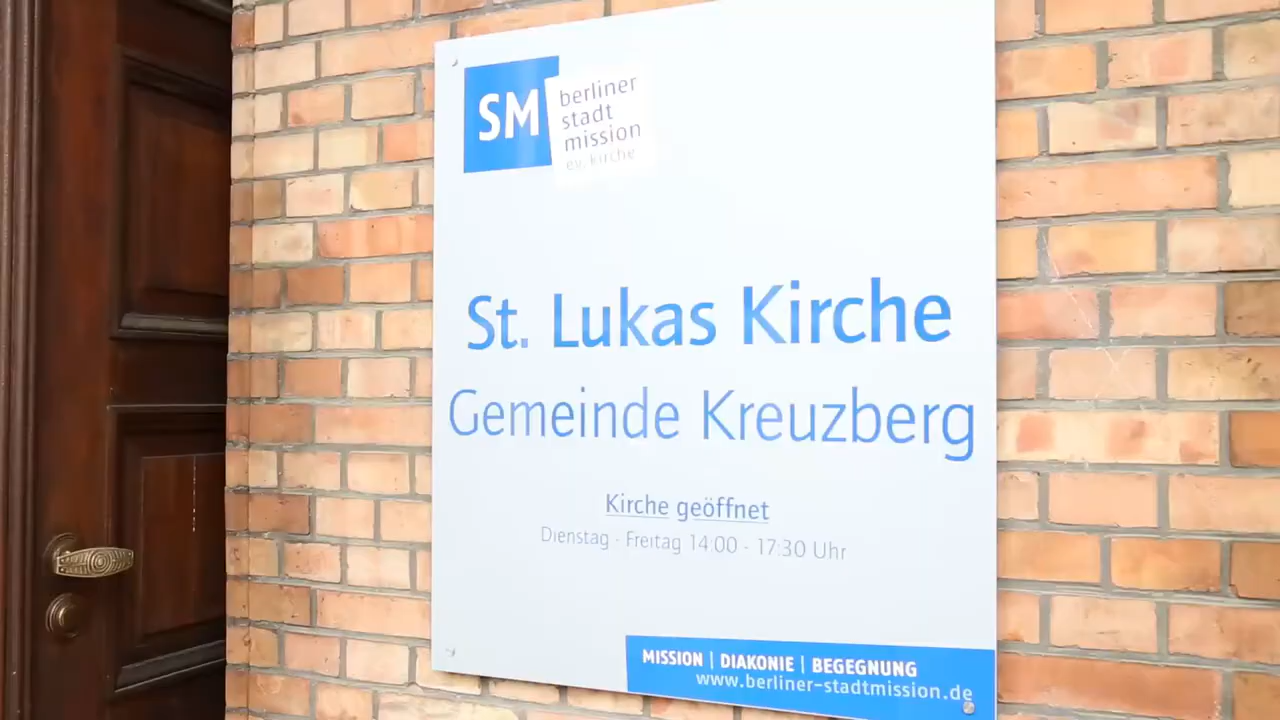 SM
berliner
stadt
mission
ev. kirche
St. Lukas Kirche
Gemeinde Kreuzberg
Kirche geöffnet
Dienstag - Freitag 14:00 - 17:30 Uhr
MISSION | DIAKONIE | BEGEGNUNG
www.berliner-stadtmission.de